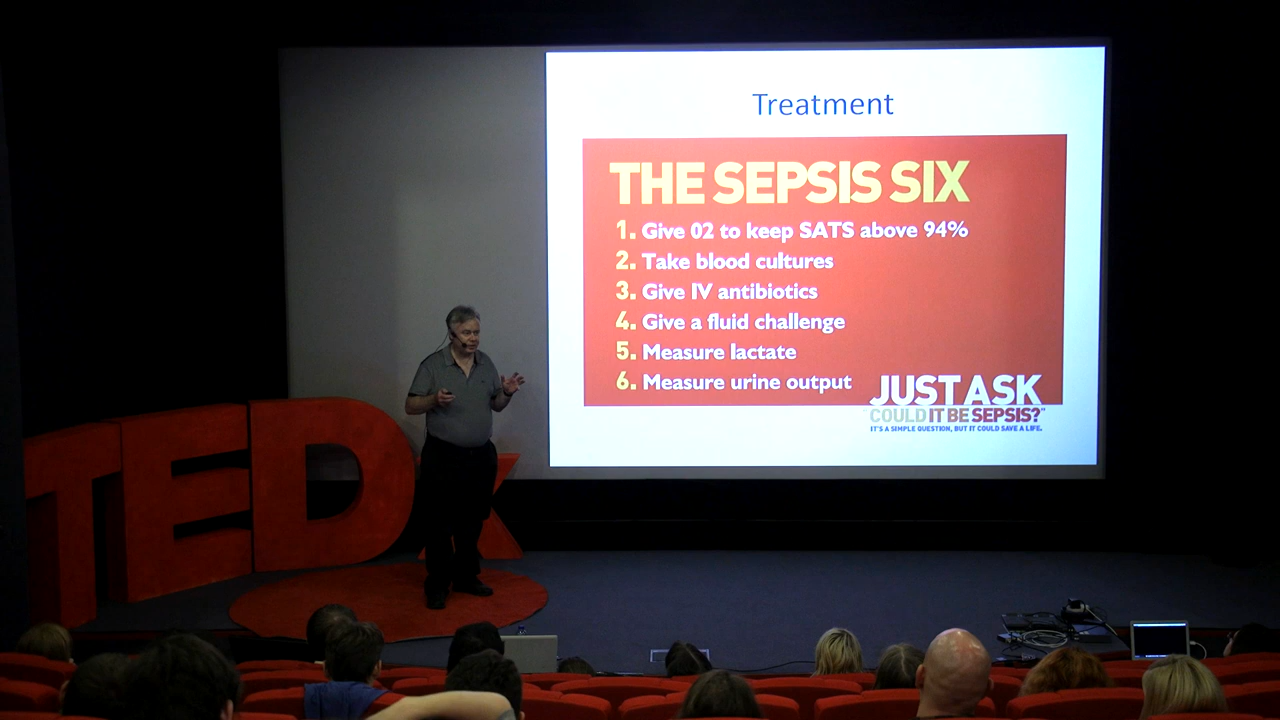 Treatment
THE SEPSIS SIX
1. Give 02 to keep SATS above 94%
2. Take blood cultures
3. Give IV antibiotics
4. Give a fluid challenge
5. Measure lactate
6. Measure urine output
JUST ASK
"COULD IT BE SEPSIS?"
IT'S A SIMPLE QUESTION, BUT IT COULD SAVE A LIFE.
TEDx